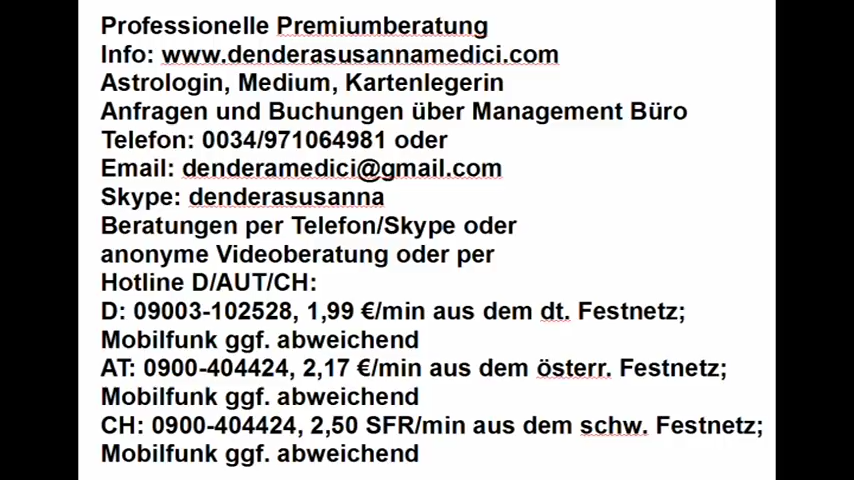 Professionelle Premiumberatung
Info: www.denderasusannamedici.com
Astrologin, Medium, Kartenlegerin
Anfragen und Buchungen über Management Büro
Telefon: 0034/971064981 oder
Email: denderamedici@gmail.com
Skype: denderasusanna
Beratungen per Telefon/Skype oder
anonyme Videoberatung oder per
Hotline D/AUT/CH:
D: 09003-102528, 1,99 €/min aus dem dt. Festnetz;
Mobilfunk ggf. abweichend
AT: 0900-404424, 2,17 €/min aus dem österr. Festnetz;
Mobilfunk ggf. abweichend
CH: 0900-404424, 2,50 SFR/min aus dem schw. Festnetz;
Mobilfunk ggf. abweichend